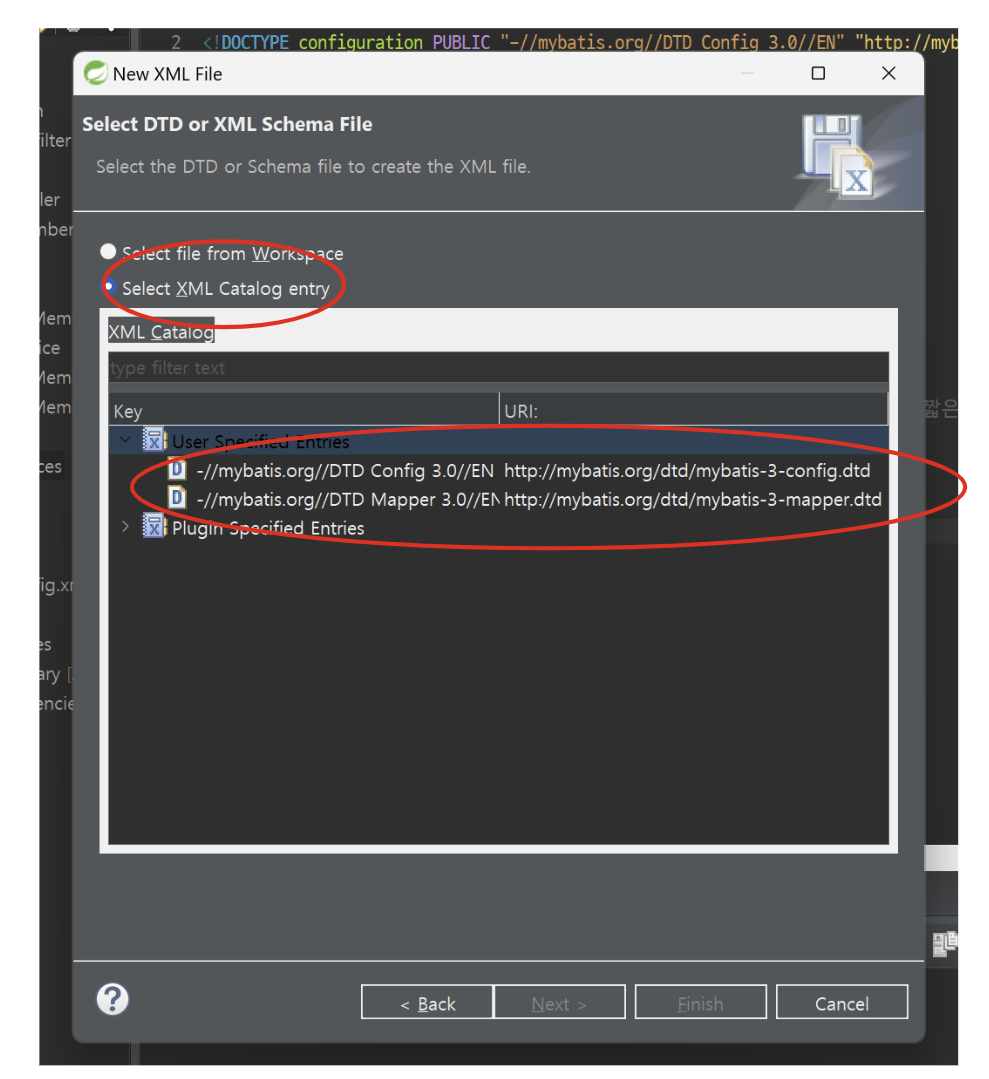 2 <!DOCTYPE configuration PUBLIC "-//mybatis.org//DTD Config 3.0//EN" "http://myb
New XML File
Select DTD or XML Schema File
ilter
Select the DTD or Schema file to create the XML file.
ler
nber
Select file from Workspace
Select XML Catalog entry
Mem
XML Catalog
ice
type filter text
Mem
Mem
Key URI:
짧은
User Specified Entries
ces
-//mybatis.org//DTD Config 3.0//EN http://mybatis.org/dtd/mybatis-3-config.dtd
-//mybatis.org//DTD Mapper 3.0//EN http://mybatis.org/dtd/mybatis-3-mapper.dtd
Plugin Specified Entries
fig.x
es
ary [
encie
? < Back Next > Finish Cancel